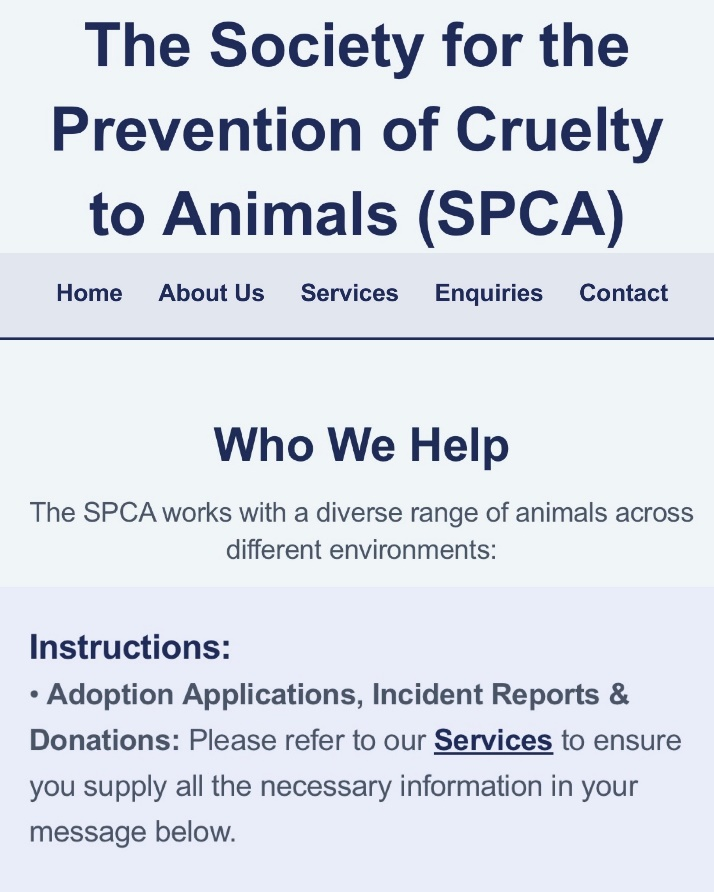 The Society for the
Prevention of Cruelty
to Animals (SPCA)
Home About Us Services Enquiries Contact
Who We Help
The SPCA works with a diverse range of animals across
different environments:
Instructions:
• Adoption Applications, Incident Reports &
Donations: Please refer to our Services to ensure
you supply all the necessary information in your
message below.